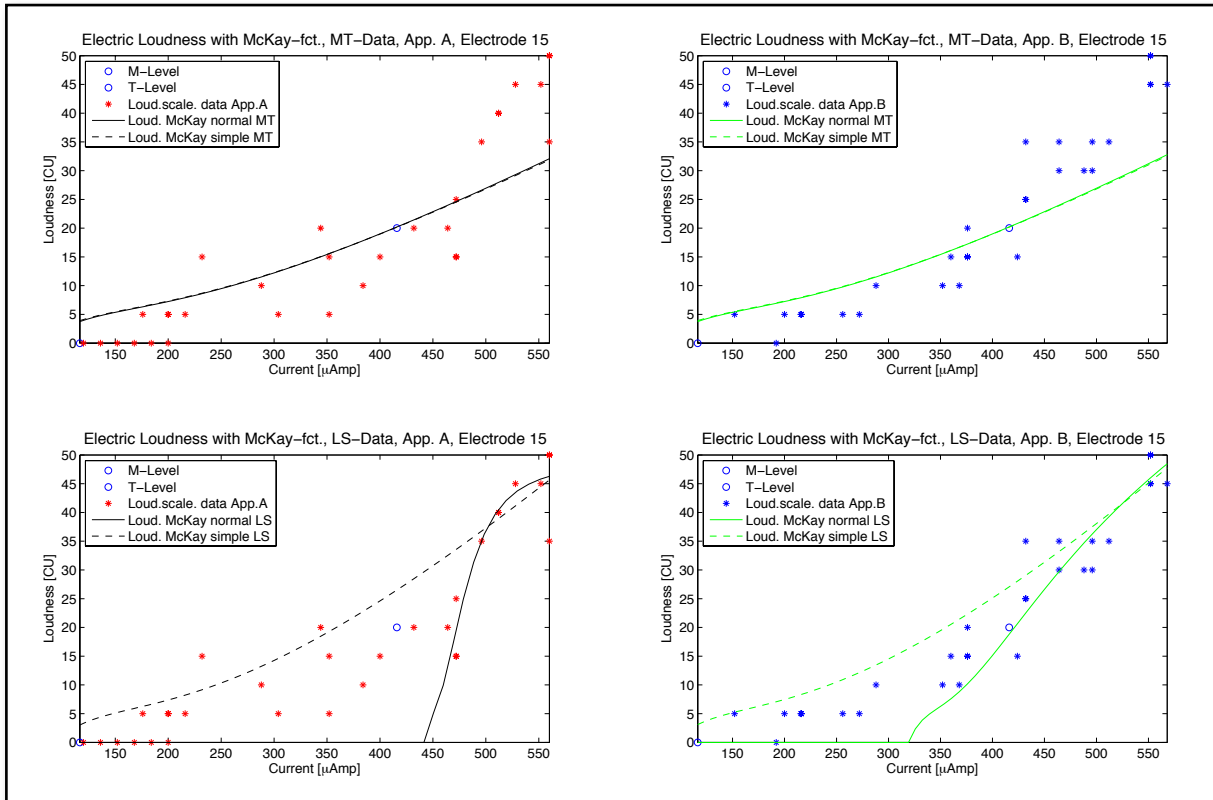 Electric Loudness with McKay−fct., MT−Data, App. A, Electrode 15
50
45
40
35
30
25
20
15
10
5
0
Loudness [CU]
M−Level
T−Level
Loud.scale. data App.A
Loud. McKay normal MT
Loud. McKay simple MT
150 200 250 300 350 400 450 500 550
Current [μAmp]
Electric Loudness with McKay−fct., MT−Data, App. B, Electrode 15
50
45
40
35
30
25
20
15
10
5
0
Loudness [CU]
M−Level
T−Level
Loud.scale. data App.B
Loud. McKay normal MT
Loud. McKay simple MT
150 200 250 300 350 400 450 500 550
Current [μAmp]
Electric Loudness with McKay−fct., LS−Data, App. A, Electrode 15
50
45
40
35
30
25
20
15
10
5
0
Loudness [CU]
M−Level
T−Level
Loud.scale. data App.A
Loud. McKay normal LS
Loud. McKay simple LS
150 200 250 300 350 400 450 500 550
Current [μAmp]
Electric Loudness with McKay−fct., LS−Data, App. B, Electrode 15
50
45
40
35
30
25
20
15
10
5
0
Loudness [CU]
M−Level
T−Level
Loud.scale. data App.B
Loud. McKay normal LS
Loud. McKay simple LS
150 200 250 300 350 400 450 500 550
Current [μAmp]